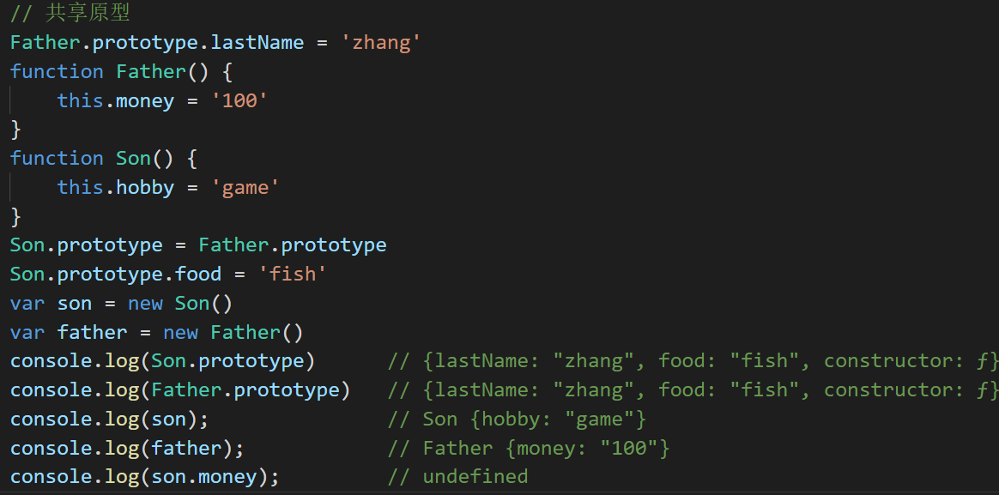 // 共享原型
Father.prototype.lastName = 'zhang'
function Father() {
    this.money = '100'
}
function Son() {
    this.hobby = 'game'
}
Son.prototype = Father.prototype
Son.prototype.food = 'fish'
var son = new Son()
var father = new Father()
console.log(Son.prototype)      // {lastName: "zhang", food: "fish", constructor: ƒ}
console.log(Father.prototype)   // {lastName: "zhang", food: "fish", constructor: ƒ}
console.log(son);               // Son {hobby: "game"}
console.log(father);            // Father {money: "100"}
console.log(son.money);         // undefined